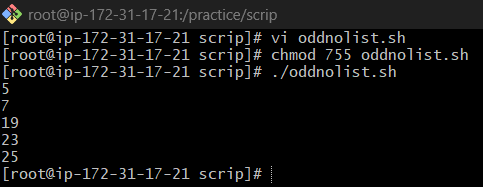 root@ip-172-31-17-21:/practice/scrip
[root@ip-172-31-17-21 scrip]# vi oddnolist.sh
[root@ip-172-31-17-21 scrip]# chmod 755 oddnolist.sh
[root@ip-172-31-17-21 scrip]# ./oddnolist.sh
5
7
19
23
25
[root@ip-172-31-17-21 scrip]#